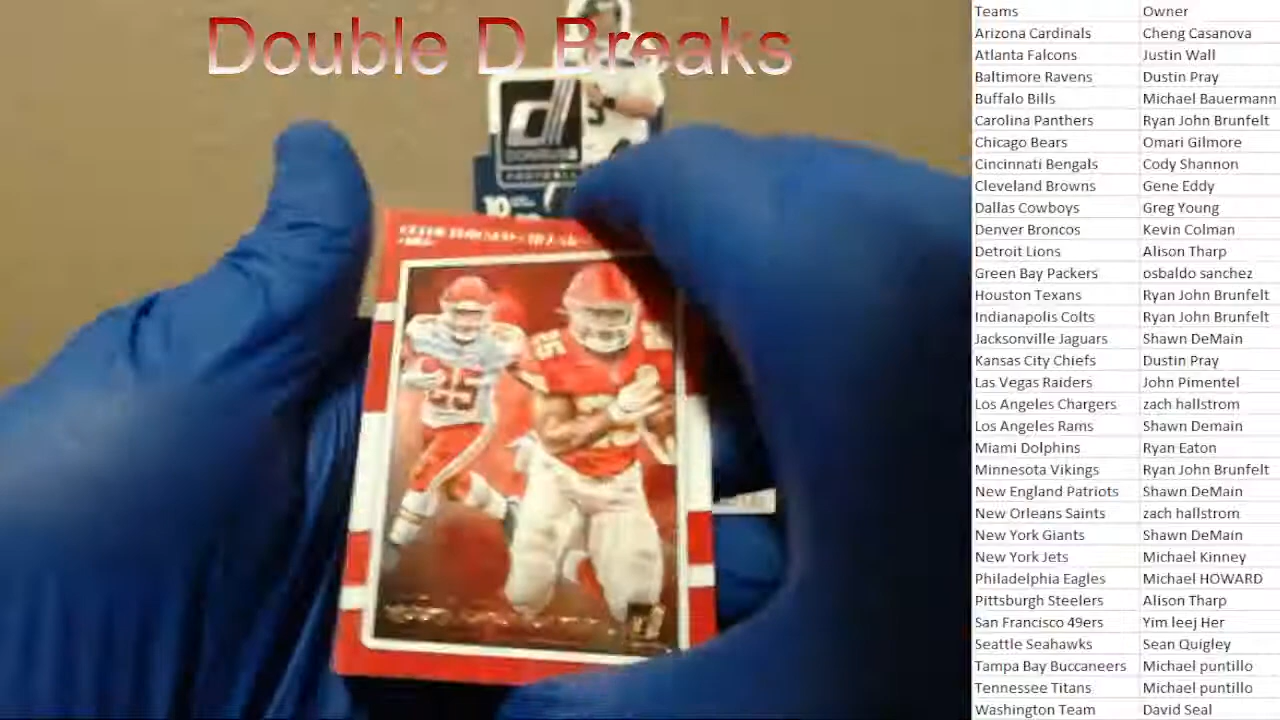 Double D Breaks
DONRUSS
FOOTBALL
10
35
25
Teams Owner
Arizona Cardinals Cheng Casanova
Atlanta Falcons Justin Wall
Baltimore Ravens Dustin Pray
Buffalo Bills Michael Bauermann
Carolina Panthers Ryan John Brunfelt
Chicago Bears Omari Gilmore
Cincinnati Bengals Cody Shannon
Cleveland Browns Gene Eddy
Dallas Cowboys Greg Young
Denver Broncos Kevin Colman
Detroit Lions Alison Tharp
Green Bay Packers osbaldo sanchez
Houston Texans Ryan John Brunfelt
Indianapolis Colts Ryan John Brunfelt
Jacksonville Jaguars Shawn DeMain
Kansas City Chiefs Dustin Pray
Las Vegas Raiders John Pimentel
Los Angeles Chargers zach hallstrom
Los Angeles Rams Shawn Demain
Miami Dolphins Ryan Eaton
Minnesota Vikings Ryan John Brunfelt
New England Patriots Shawn DeMain
New Orleans Saints zach hallstrom
New York Giants Shawn DeMain
New York Jets Michael Kinney
Philadelphia Eagles Michael HOWARD
Pittsburgh Steelers Alison Tharp
San Francisco 49ers Yim leej Her
Seattle Seahawks Sean Quigley
Tampa Bay Buccaneers Michael puntillo
Tennessee Titans Michael puntillo
Washington Team David Seal